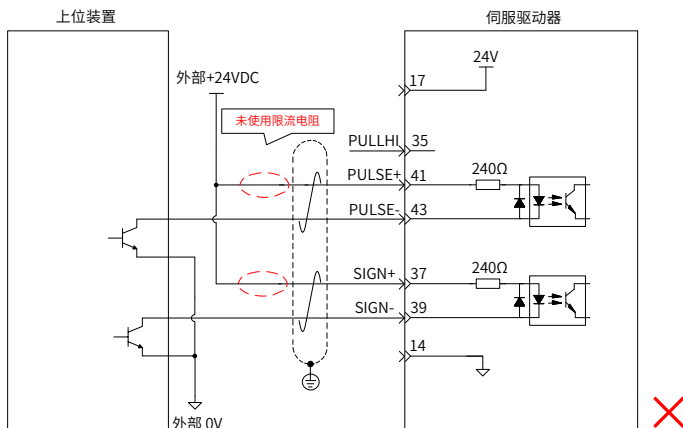 上位装置
伺服驱动器
24V
外部+24VDC
17
未使用限流电阻
PULLHI
35
240Ω
PULSE+
41
PULSE-
43
240Ω
SIGN+
37
SIGN-
39
14
外部 0V